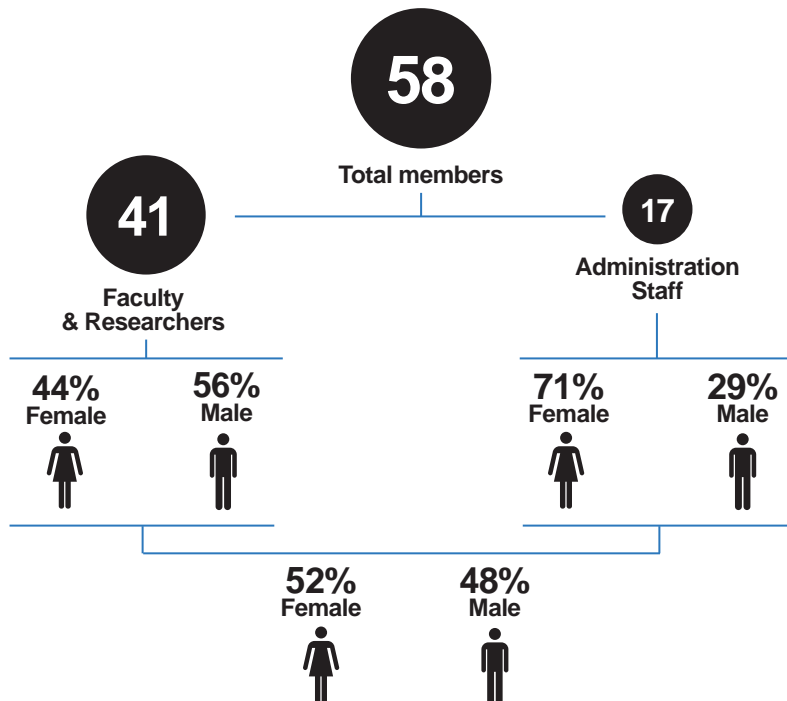 58
Total members
41
Faculty
& Researchers
17
Administration
Staff
44%
Female
56%
Male
71%
Female
29%
Male
52%
Female
48%
Male